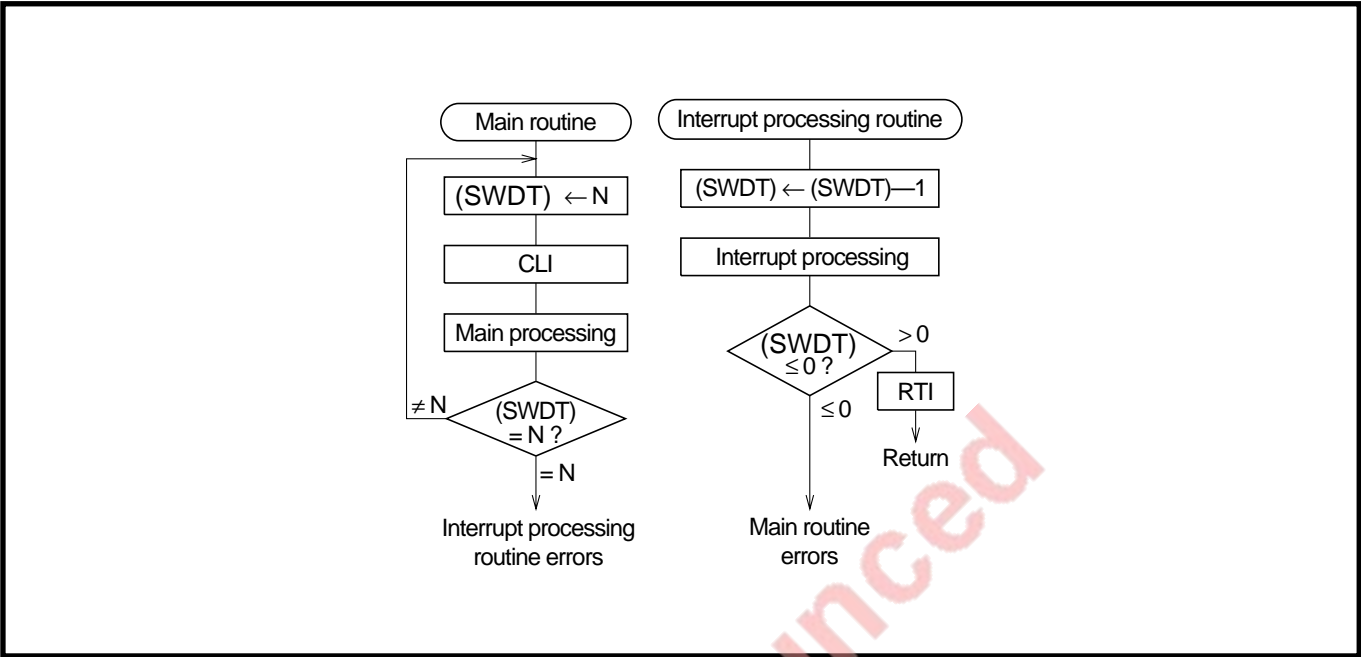 Main routine
(SWDT) ← N
CLI
Main processing
≠ N
(SWDT)
= N ?
= N
Interrupt processing
routine errors
Interrupt processing routine
(SWDT) ← (SWDT)—1
Interrupt processing
(SWDT)
≤ 0 ?
> 0
≤ 0
RTI
Return
Main routine
errors